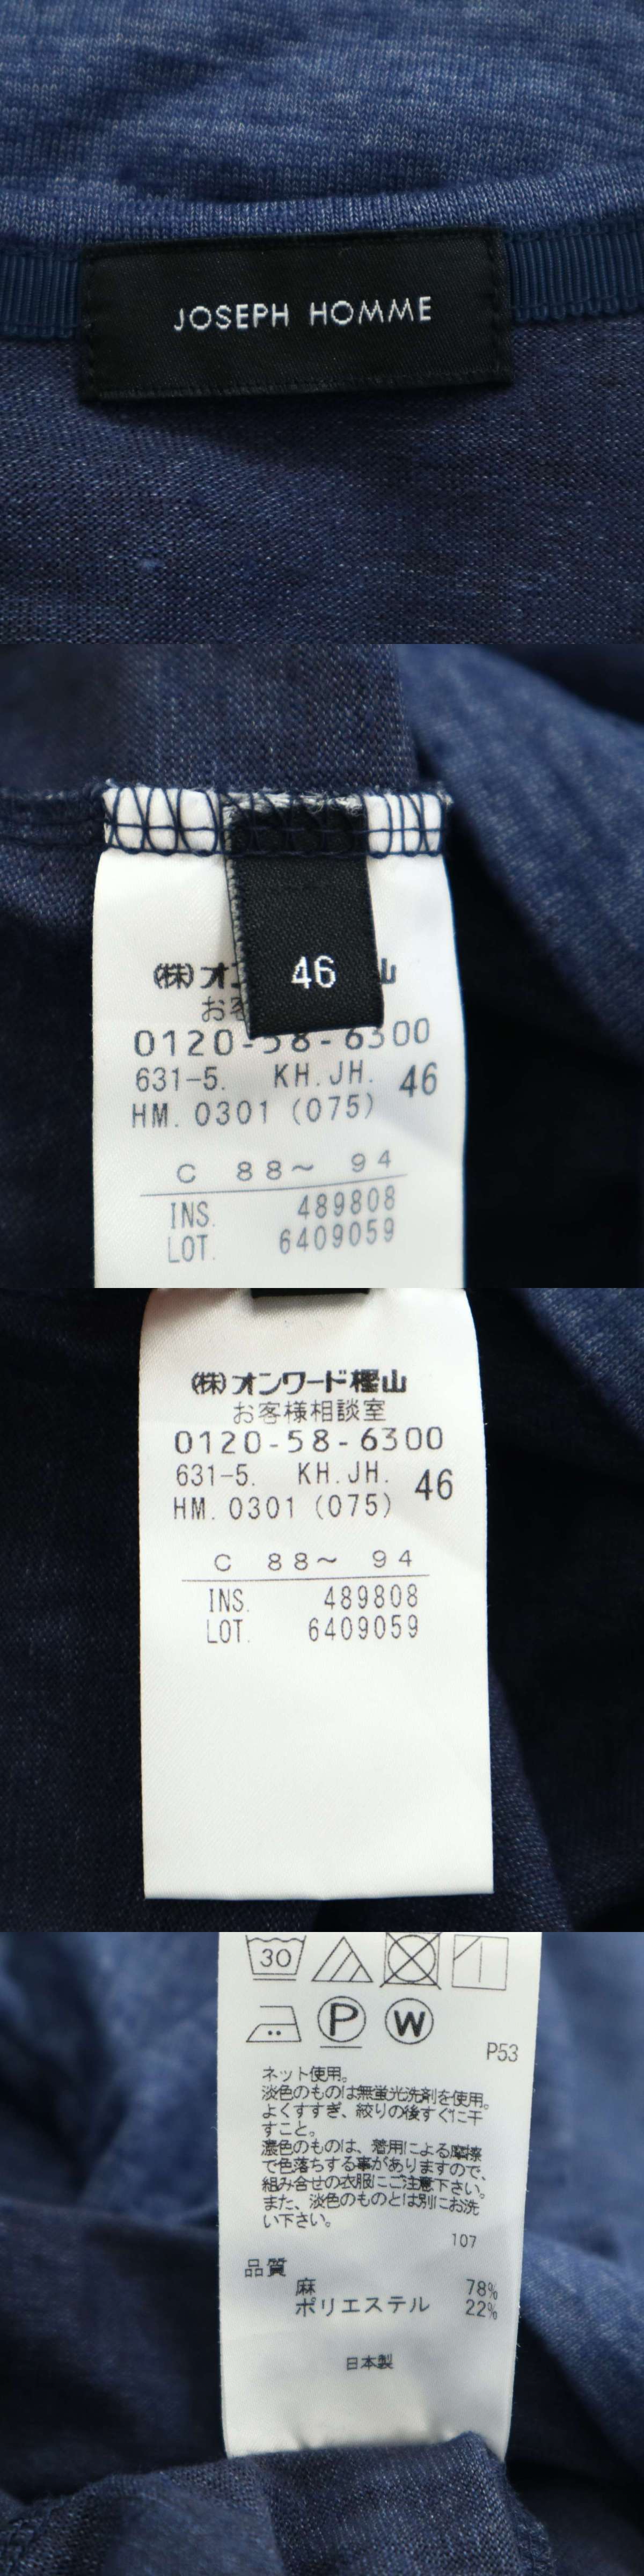 JOSEPH HOMME
46
(株)オン 山
お客
0120-58-6300
631-5. KH.JH. 46
HM. 0301 (075)
C 88～ 94
INS. 489808
LOT. 6409059
(株)オンワード樫山
お客様相談室
0120-58-6300
631-5. KH.JH. 46
HM. 0301 (075)
C 88～ 94
INS. 489808
LOT. 6409059
30
P W
P53
ネット使用。
淡色のものは無蛍光洗剤を使用。
よくすすぎ、絞りの後すぐに干
すこと。
濃色のものは、着用による摩擦
で色落ちする事がありますので、
組み合せの衣服にご注意下さい。
また、淡色のものとは別にお洗
い下さい。
107
品質
麻 78%
ポリエステル 22%
日本製